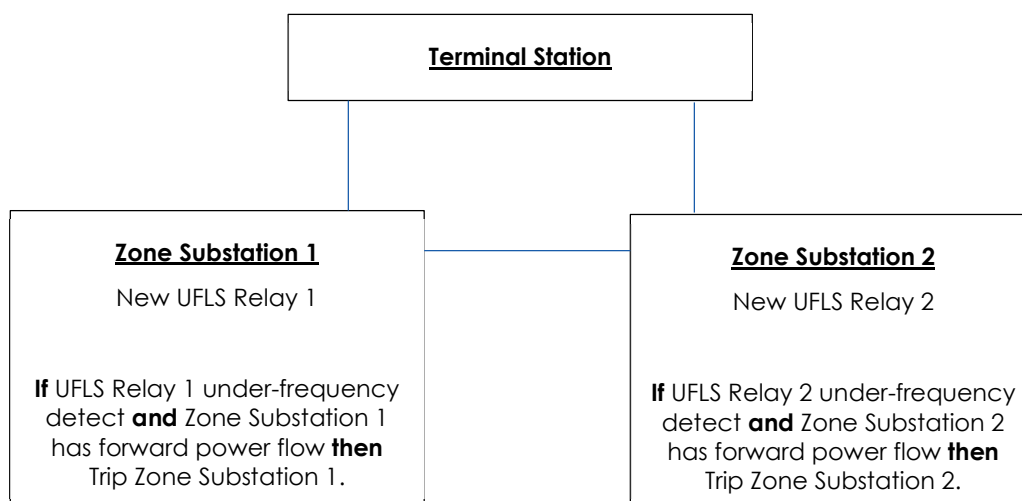 Terminal Station
Zone Substation 1
New UFLS Relay 1
If UFLS Relay 1 under-frequency
detect and Zone Substation 1
has forward power flow then
Trip Zone Substation 1.
Zone Substation 2
New UFLS Relay 2
If UFLS Relay 2 under-frequency
detect and Zone Substation 2
has forward power flow then
Trip Zone Substation 2.